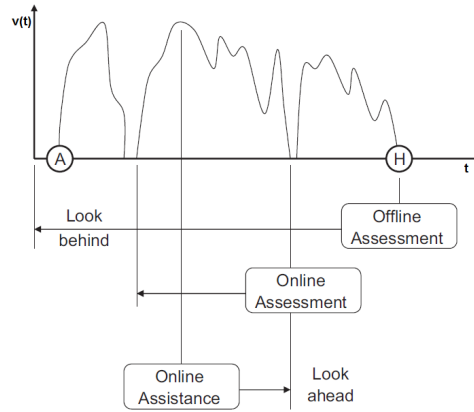 v(t)
A
H
t
Look
behind
Offline
Assessment
Online
Assessment
Online
Assistance
Look
ahead